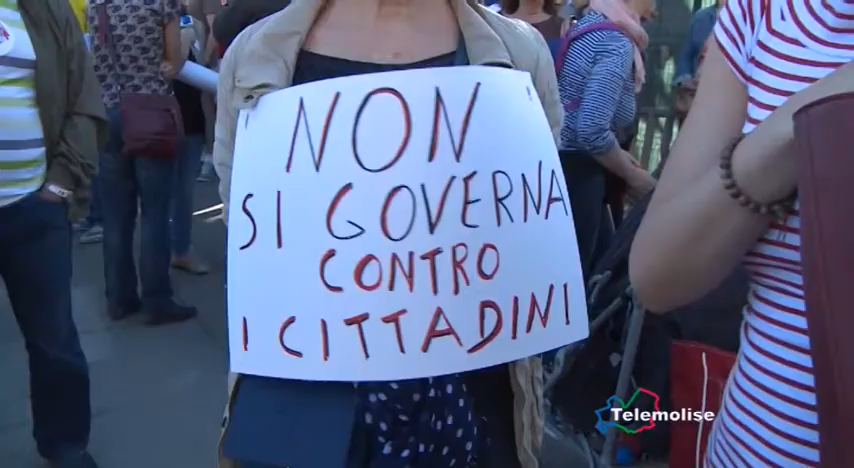 NON
SI GOVERNA
CONTRO
I CITTADINI
Telemolise